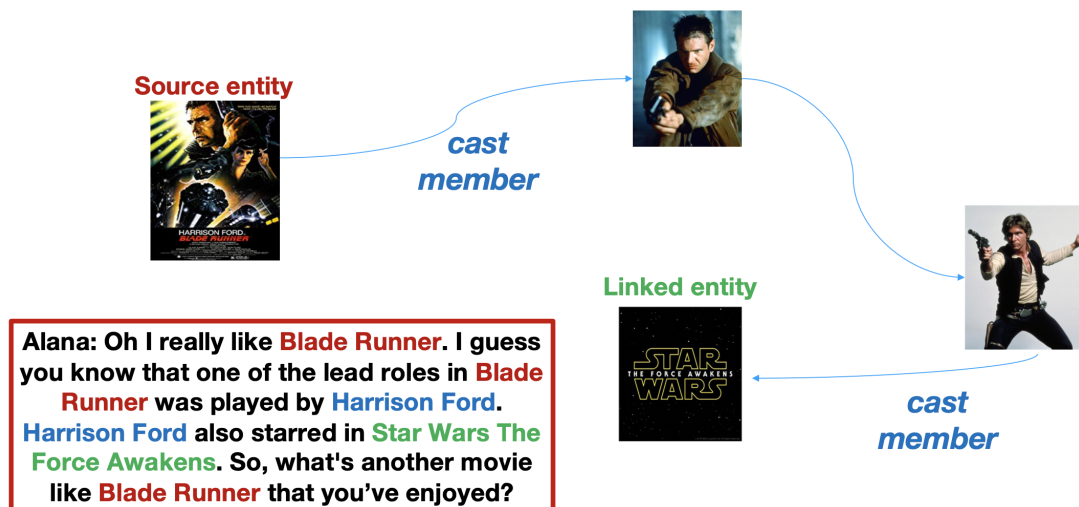 Source entity
HARRISON FORD.
BLADE RUNNER
cast
member
Linked entity
STAR
THE FORCE AWAKENS
WARS
cast
member
Alana: Oh I really like Blade Runner. I guess
you know that one of the lead roles in Blade
Runner was played by Harrison Ford.
Harrison Ford also starred in Star Wars The
Force Awakens. So, what's another movie
like Blade Runner that you’ve enjoyed?